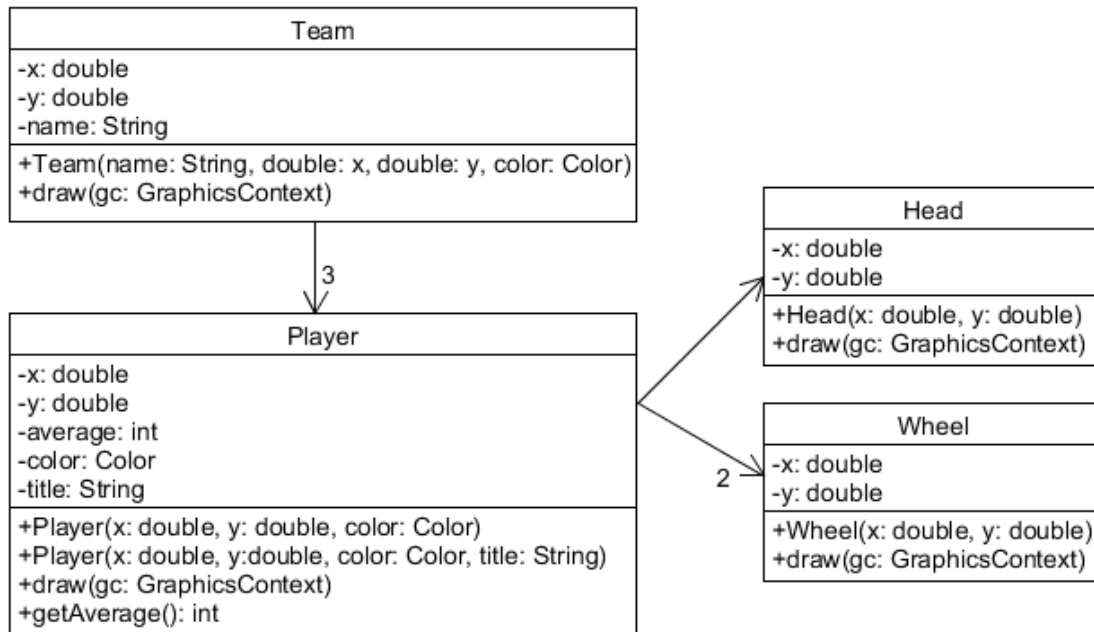 Team
-x: double
-y: double
-name: String
+Team(name: String, double: x, double: y, color: Color)
+draw(gc: GraphicsContext)
3
Player
-x: double
-y: double
-average: int
-color: Color
-title: String
+Player(x: double, y: double, color: Color)
+Player(x: double, y:double, color: Color, title: String)
+draw(gc: GraphicsContext)
+getAverage(): int
Head
-x: double
-y: double
+Head(x: double, y: double)
+draw(gc: GraphicsContext)
2
Wheel
-x: double
-y: double
+Wheel(x: double, y: double)
+draw(gc: GraphicsContext)